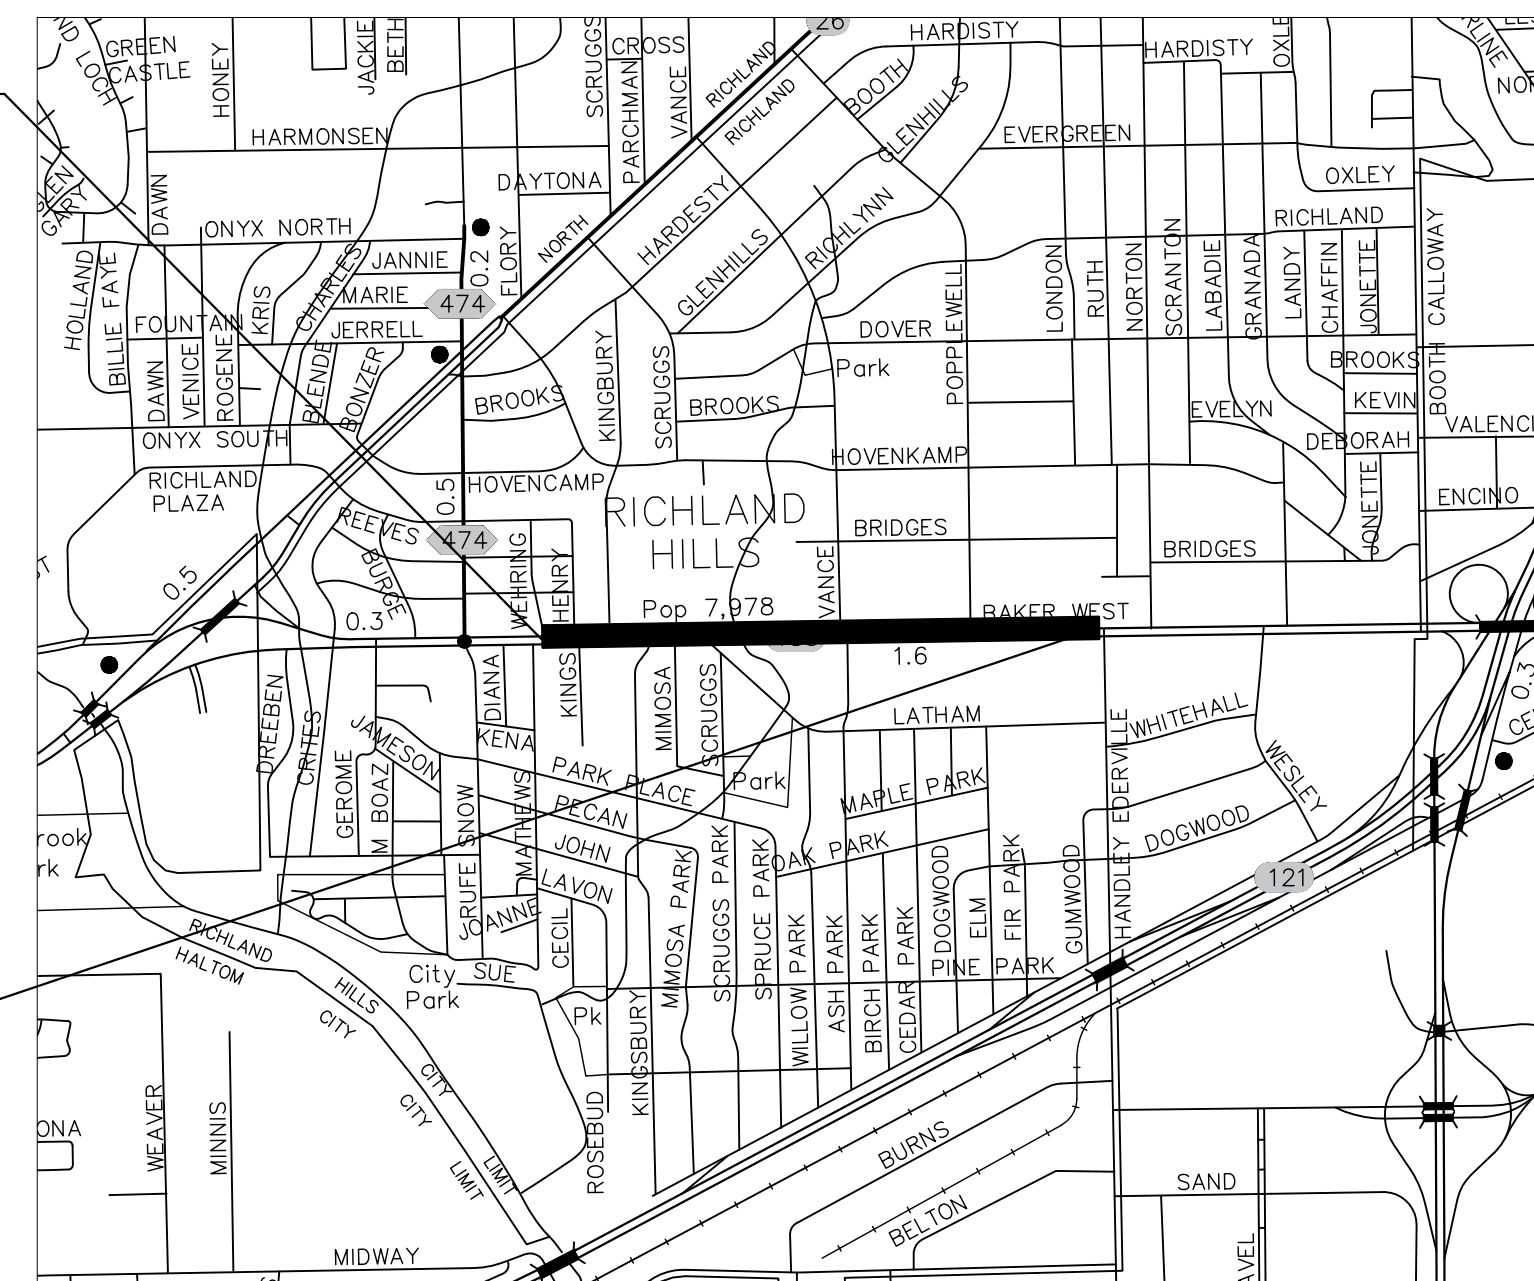 26
HARDISTY
HARDISTY
GREEN
CASTLE
LOCH
HONEY
JACKIE
BETH
SCRUGGS
CROSS
PARCHMAN
VANCE
RICHLAND
RICHLAND
BOOTH
GLENHILLS
EVERGREEN
HARMONSEN
DAYTONA
OXLEY
GLEN
GARY
DAWN
ONYX NORTH
RICHLAND
HOLLAND
BILLIE FAYE
CHARLES
JANNIE
0.2
FLORY
NORTH
HARDESTY
GLENHILLS
RICHLYNN
POPPLEWELL
LONDON
RUTH
NORTON
SCRANTON
LABADIE
GRANADA
LANDY
CHAFFIN
JONETTE
BOOTH CALLOWAY
KRIS
MARIE
474
FOUNTAIN
JERRELL
DOVER
Park
BROOKS
DAWN
VENICE
ROGENE
BLENDE
BONZER
BROOKS
KINGBURY
SCRUGGS
BROOKS
EVELYN
KEVIN
ONYX SOUTH
DEBORAH
HOVENKAMP
RICHLAND
PLAZA
0.5
HOVENCAMP
RICHLAND
HILLS
Pop 7,978
JONETTE
ENCINO
REEVES
474
BRIDGES
BRIDGES
0.5
BURGE
WEHRING
HENRY
VANCE
0.3
BAKER WEST
1.6
0.3
DREEBEN
CRITES
DIANA
KINGS
MIMOSA
SCRUGGS
LATHAM
WHITEHALL
JAMESON
KENA
WESLEY
GEROME
M BOAZ
SNOW
MATHEWS
PARK PLACE
Park
MAPLE PARK
PECAN
JOHN
OAK PARK
DOGWOOD
HANDLEY EDERVILLE
LAVON
121
JRUFE
JOANNE
CECIL
MIMOSA PARK
SCRUGGS PARK
SPRUCE PARK
WILLOW PARK
ASH PARK
BIRCH PARK
CEDAR PARK
DOGWOOD
ELM
FIR PARK
GUMWOOD
RICHLAND
HALTOM
HILLS
CITY
City
Park
SUE
PINE PARK
Pk
KINGSBURY
CITY
CITY
LIMIT
LIMIT
WEAVER
MINNIS
ROSEBUD
BURNS
SAND
BELTON
MIDWAY